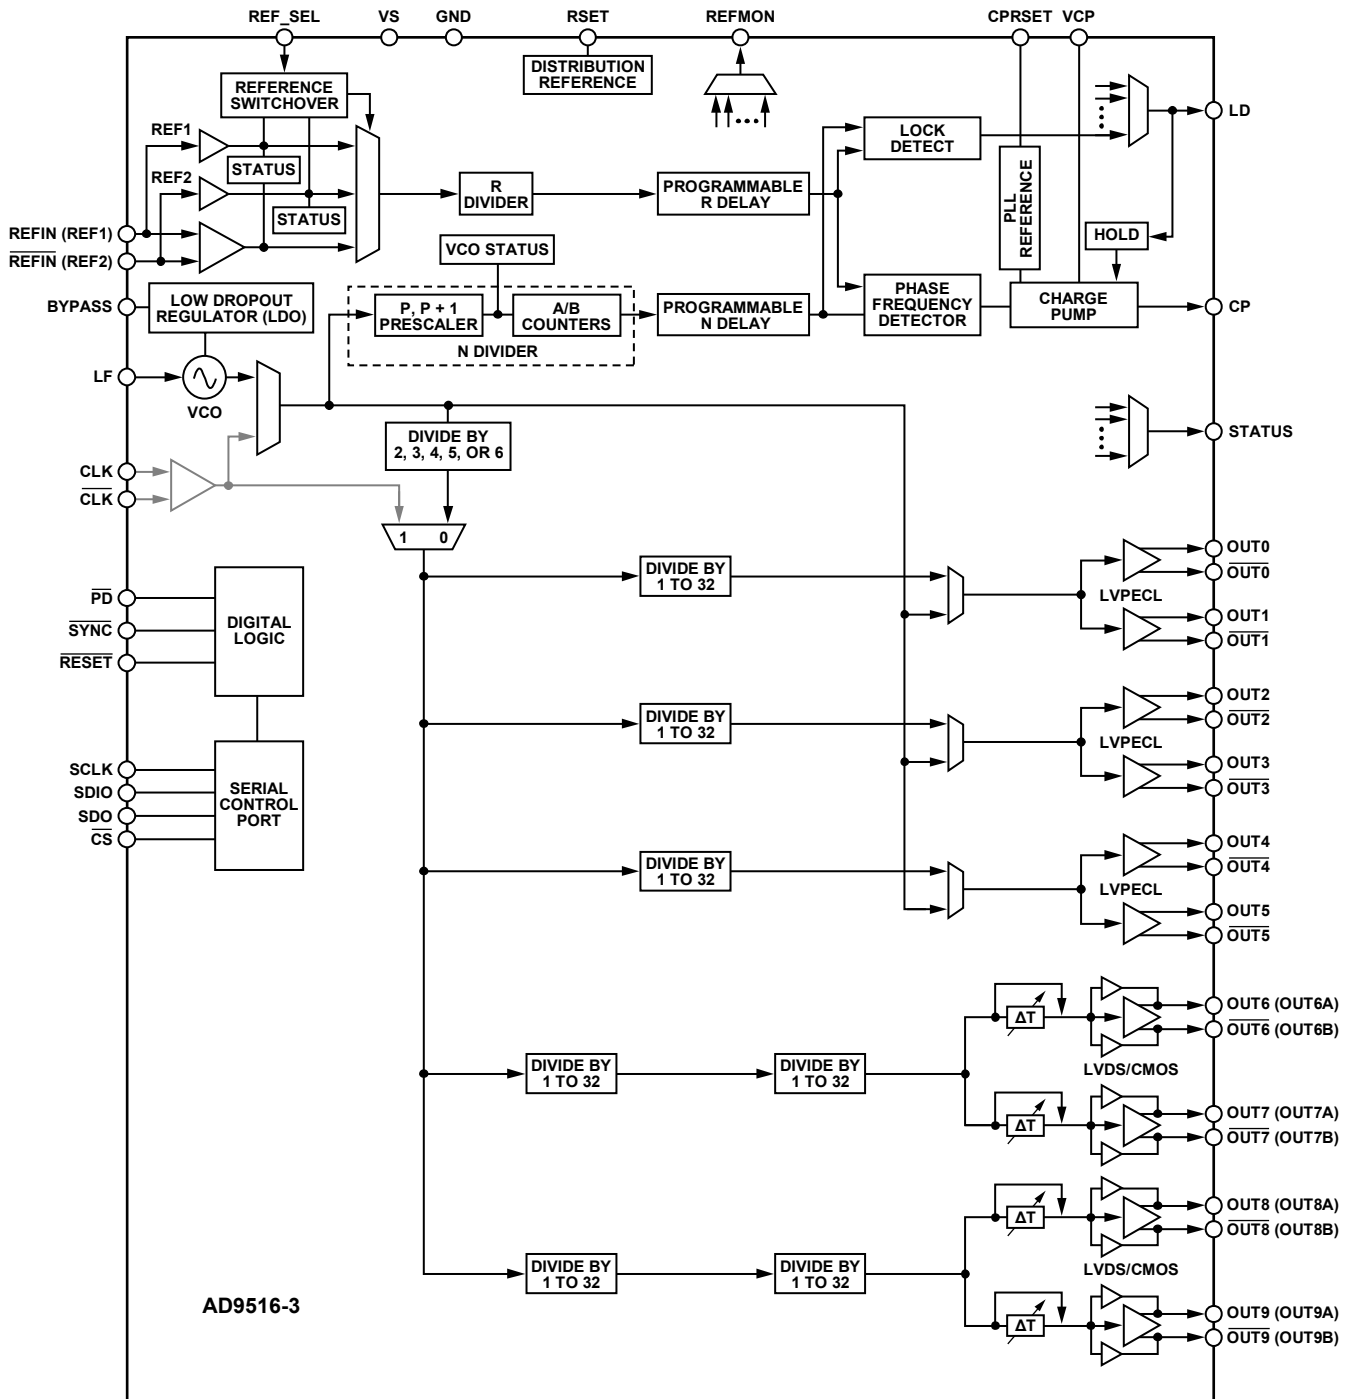 REF_SEL VS GND RSET REFMON CPRSET VCP
DISTRIBUTION
REFERENCE
REFERENCE
SWITCHOVER
REF1
STATUS
REF2
STATUS
REFIN (REF1)
REFIN (REF2)
R
DIVIDER
PROGRAMMABLE
R DELAY
LOCK
DETECT
LD
PLL
REFERENCE
HOLD
VCO STATUS
BYPASS
LOW DROPOUT
REGULATOR (LDO)
P, P + 1
PRESCALER
A/B
COUNTERS
N DIVIDER
PROGRAMMABLE
N DELAY
PHASE
FREQUENCY
DETECTOR
CHARGE
PUMP
CP
LF
VCO
STATUS
DIVIDE BY
2, 3, 4, 5, OR 6
CLK
CLK
1 0
PD
SYNC
RESET
DIGITAL
LOGIC
SCLK
SDIO
SDO
CS
SERIAL
CONTROL
PORT
DIVIDE BY
1 TO 32
LVPECL
OUT0
OUT0
OUT1
OUT1
DIVIDE BY
1 TO 32
LVPECL
OUT2
OUT2
OUT3
OUT3
DIVIDE BY
1 TO 32
LVPECL
OUT4
OUT4
OUT5
OUT5
DIVIDE BY
1 TO 32
DIVIDE BY
1 TO 32
ΔT
ΔT
LVDS/CMOS
OUT6 (OUT6A)
OUT6 (OUT6B)
OUT7 (OUT7A)
OUT7 (OUT7B)
DIVIDE BY
1 TO 32
DIVIDE BY
1 TO 32
ΔT
ΔT
LVDS/CMOS
OUT8 (OUT8A)
OUT8 (OUT8B)
OUT9 (OUT9A)
OUT9 (OUT9B)
AD9516-3